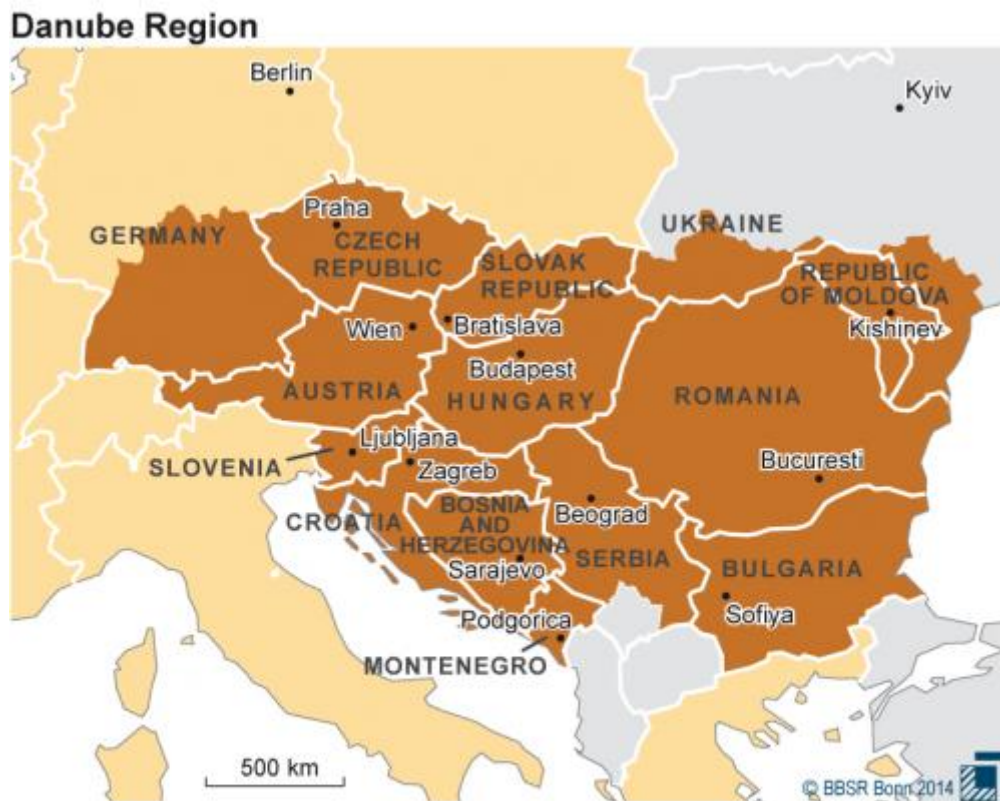 Danube Region
Berlin
Kyiv
Praha
GERMANY
CZECH
REPUBLIC
UKRAINE
SLOVAK
REPUBLIC
REPUBLIC
OF MOLDOVA
Kishinev
Wien
Bratislava
Budapest
AUSTRIA
HUNGARY
ROMANIA
Ljubljana
SLOVENIA
Zagreb
Bucuresti
CROATIA
BOSNIA
AND
HERZEGOVINA
Beograd
SERBIA
Sarajevo
BULGARIA
Sofiya
Podgorica
MONTENEGRO
500 km
© BBSR Bonn 2014